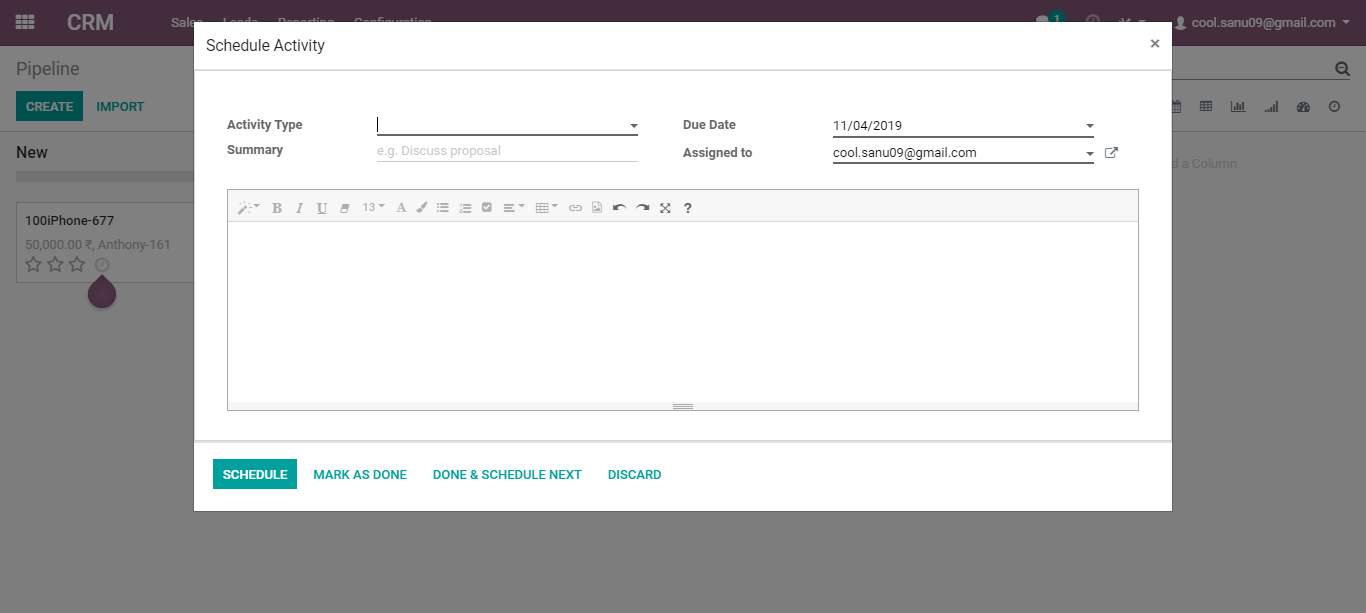 CRM Sales Leads Reporting Configuration 1 cool.sanu09@gmail.com
Schedule Activity ×
Pipeline
CREATE IMPORT
New
d a Column
100iPhone-677
50,000.00 ₹, Anthony-161
Activity Type
Due Date 11/04/2019
Summary e.g. Discuss proposal
Assigned to cool.sanu09@gmail.com
B I U 13 A ?
SCHEDULE MARK AS DONE DONE & SCHEDULE NEXT DISCARD